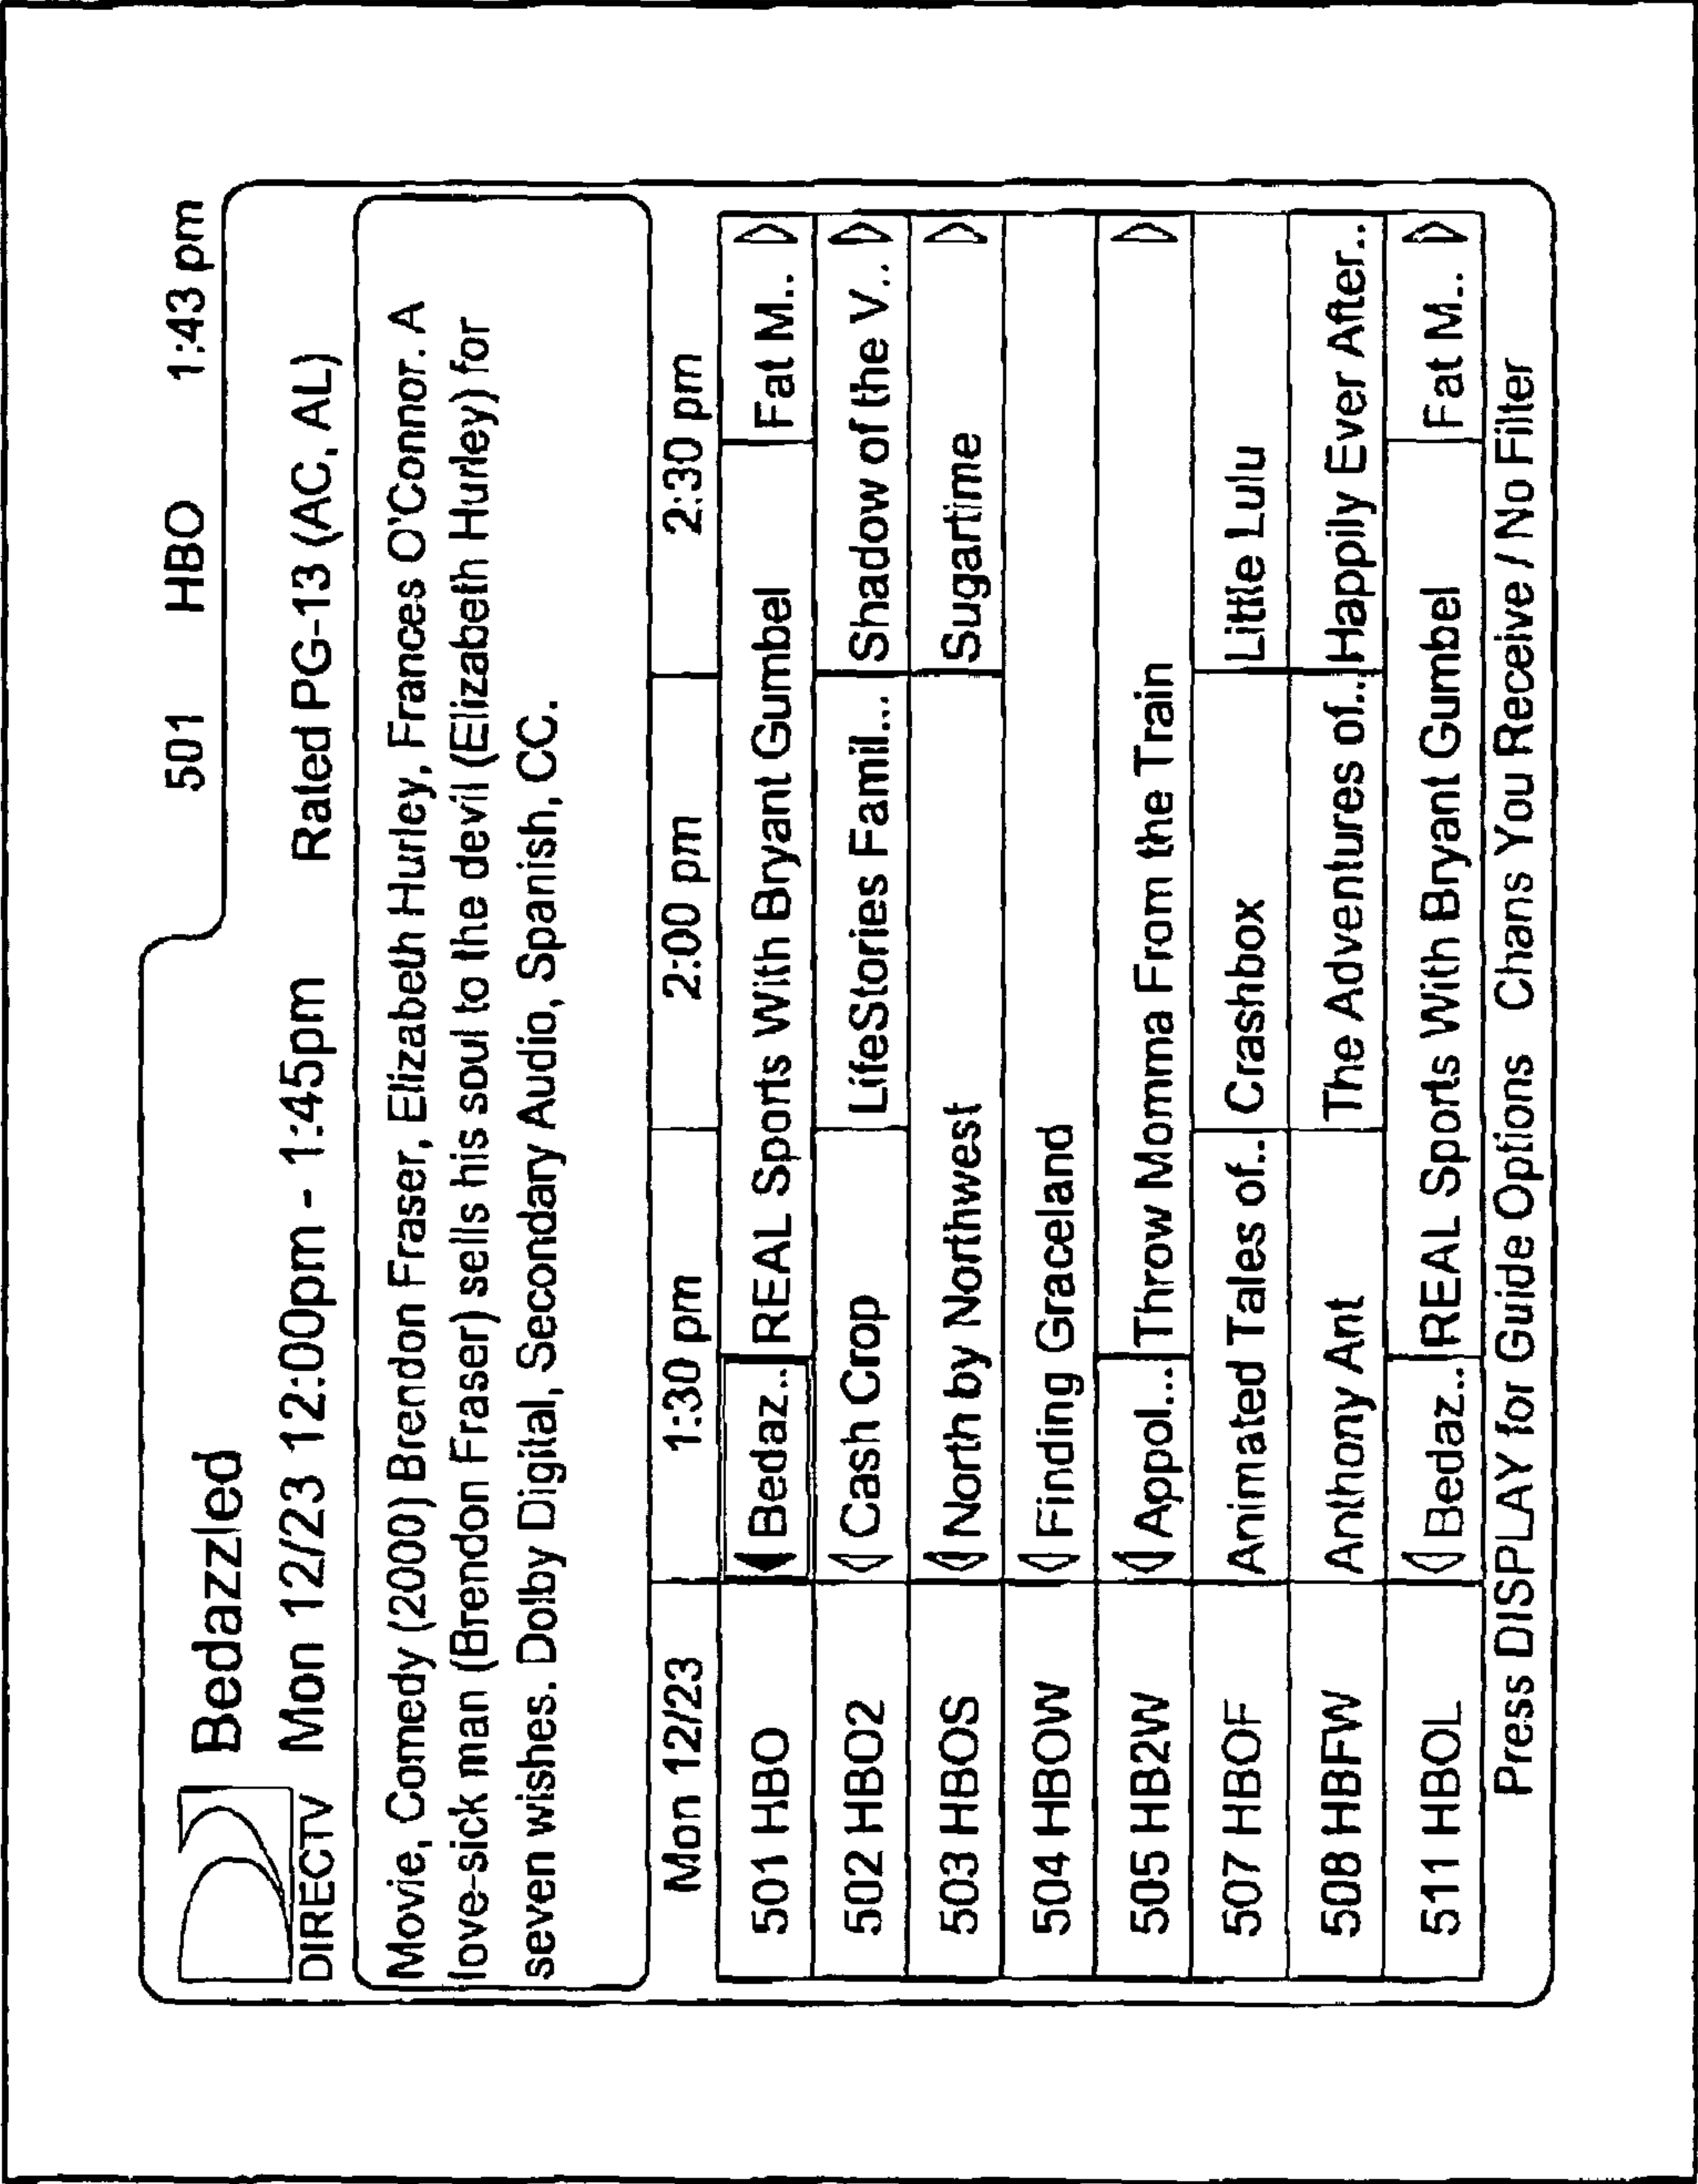 Bedazzled 501 HBO 1:43 pm
DIRECTV Mon 12/23 12:00pm - 1:45pm Rated PG-13 (AC, AL)
Movie, Comedy (2000) Brendon Fraser, Elizabeth Hurley, Frances O'Connor. A
love-sick man (Brendon Fraser) sells his soul to the devil (Elizabeth Hurley) for
seven wishes. Dolby Digital, Secondary Audio, Spanish, CC.
Mon 12/23 1:30 pm 2:00 pm 2:30 pm
501 HBO Bedaz.. REAL Sports With Bryant Gumbel Fat M..
502 HBO2 Cash Crop LifeStories Famil... Shadow of the V..
503 HBOS North by Northwest Sugartime
504 HBOW Finding Graceland
505 HB2W Appol... Throw Momma From the Train
507 HBOF Animated Tales of.. Crashbox Little Lulu
508 HBFW Anthony Ant The Adventures of.. Happily Ever After..
511 HBOL Bedaz.. REAL Sports With Bryant Gumbel Fat M..
Press DISPLAY for Guide Options Chans You Receive / No Filter